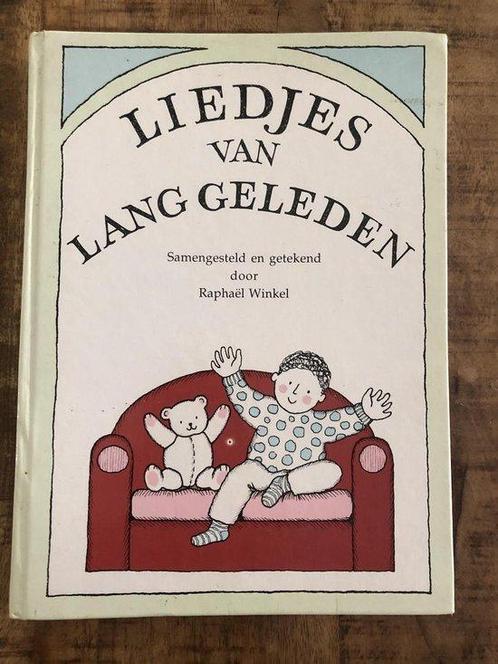 LIEDJES
VAN
LANG GELEDEN
Samengesteld en getekend
door
Raphaël Winkel